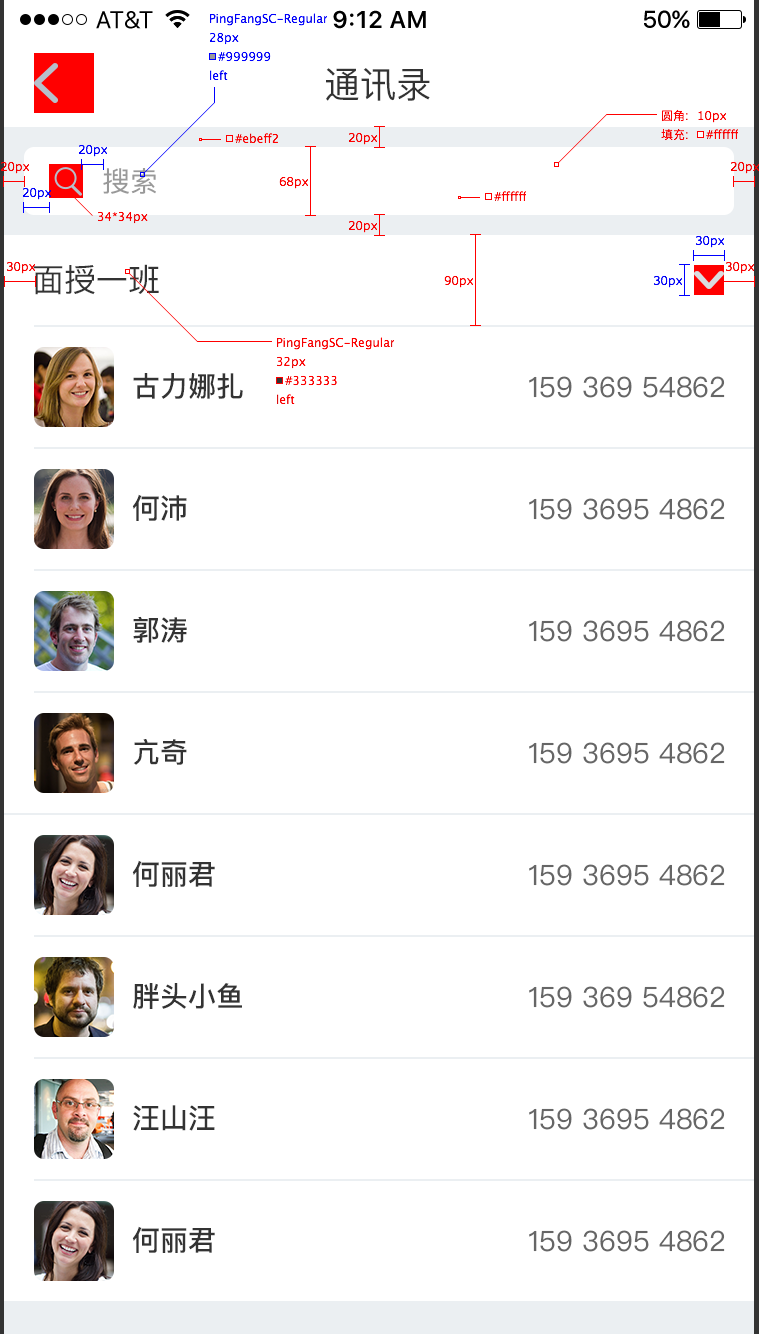 AT&T 9:12 AM 50%
PingFangSC-Regular
28px
#999999
left
通讯录
圆角：10px
填充：#ffffff
#ebeff2
20px
20px
20px
20px
搜索
68px
20px
#ffffff
34*34px
20px
90px
30px
30px
面授一班
30px
30px
PingFangSC-Regular
32px
#333333
left
古力娜扎 159 369 54862
何沛 159 3695 4862
郭涛 159 3695 4862
亢奇 159 3695 4862
何丽君 159 3695 4862
胖头小鱼 159 369 54862
汪山汪 159 3695 4862
何丽君 159 3695 4862